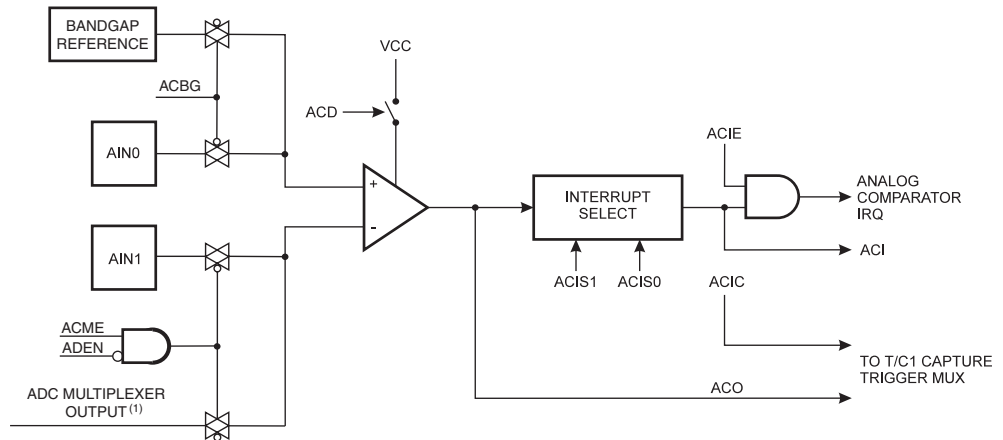 BANDGAP
REFERENCE
ACBG
AIN0
AIN1
ACME
ADEN
ADC MULTIPLEXER
OUTPUT (1)
VCC
ACD
+
-
INTERRUPT
SELECT
ACIS1
ACIS0
ACIE
ANALOG
COMPARATOR
IRQ
ACI
ACIC
TO T/C1 CAPTURE
TRIGGER MUX
ACO